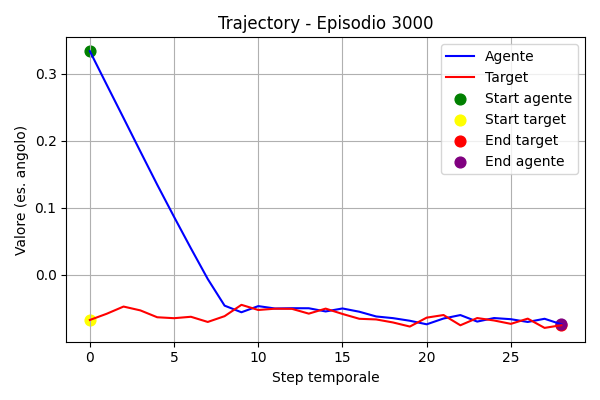 Trajectory - Episodio 3000
Valore (es. angolo)
0.3
0.2
0.1
0.0
Agente
Target
Start agente
Start target
End target
End agente
0 5 10 15 20 25
Step temporale